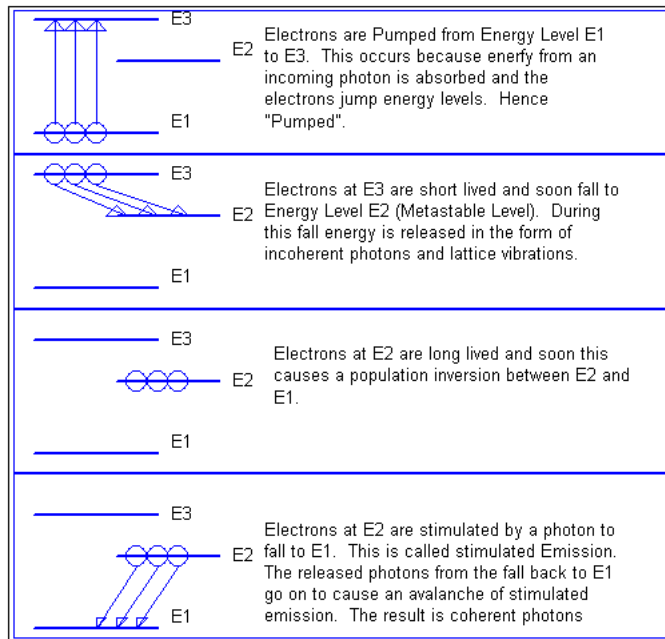 E3
E2
E1
Electrons are Pumped from Energy Level E1
to E3.  This occurs because enerfy from an
incoming photon is absorbed and the
electrons jump energy levels.  Hence
"Pumped".
E3
E2
E1
Electrons at E3 are short lived and soon fall to
Energy Level E2 (Metastable Level).  During
this fall energy is released in the form of
incoherent photons and lattice vibrations.
E3
E2
E1
Electrons at E2 are long lived and soon this
causes a population inversion between E2 and
E1.
E3
E2
E1
Electrons at E2 are stimulated by a photon to
fall to E1.  This is called stimulated Emission.
The released photons from the fall back to E1
go on to cause an avalanche of stimulated
emission.  The result is coherent photons